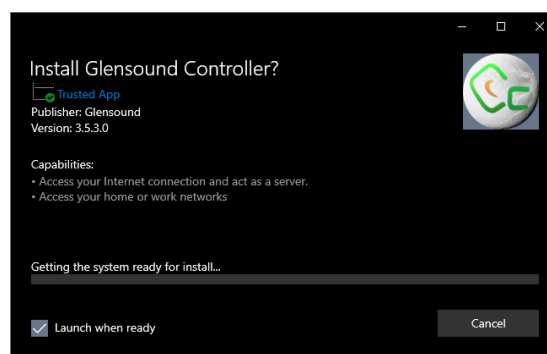 Install Glensound Controller?
Trusted App
Publisher: Glensound
Version: 3.5.3.0
Capabilities:
• Access your Internet connection and act as a server.
• Access your home or work networks
Getting the system ready for install...
Launch when ready
Cancel